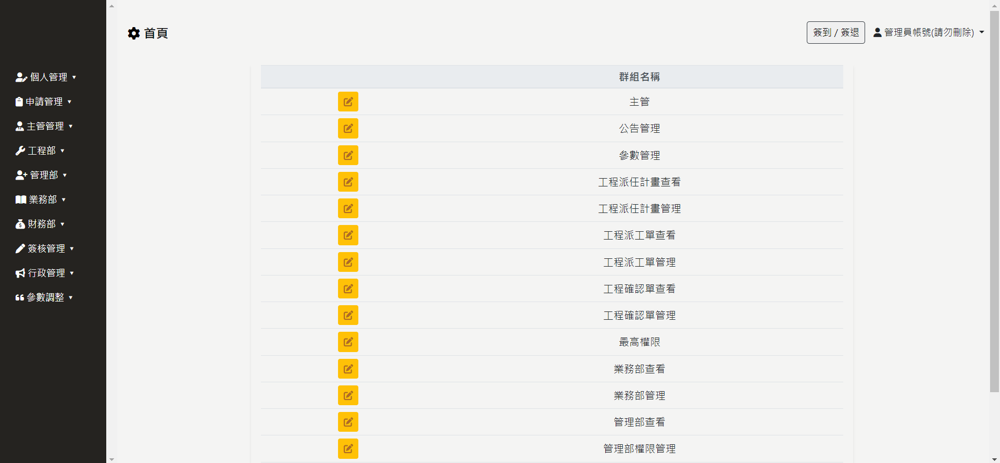 首頁
簽到 / 簽退
管理員帳號(請勿刪除)
個人管理
申請管理
主管管理
工程部
管理部
業務部
財務部
簽核管理
行政管理
參數調整
群組名稱
主管
公告管理
參數管理
工程派任計畫查看
工程派任計畫管理
工程派工單查看
工程派工單管理
工程確認單查看
工程確認單管理
最高權限
業務部查看
業務部管理
管理部查看
管理部權限管理